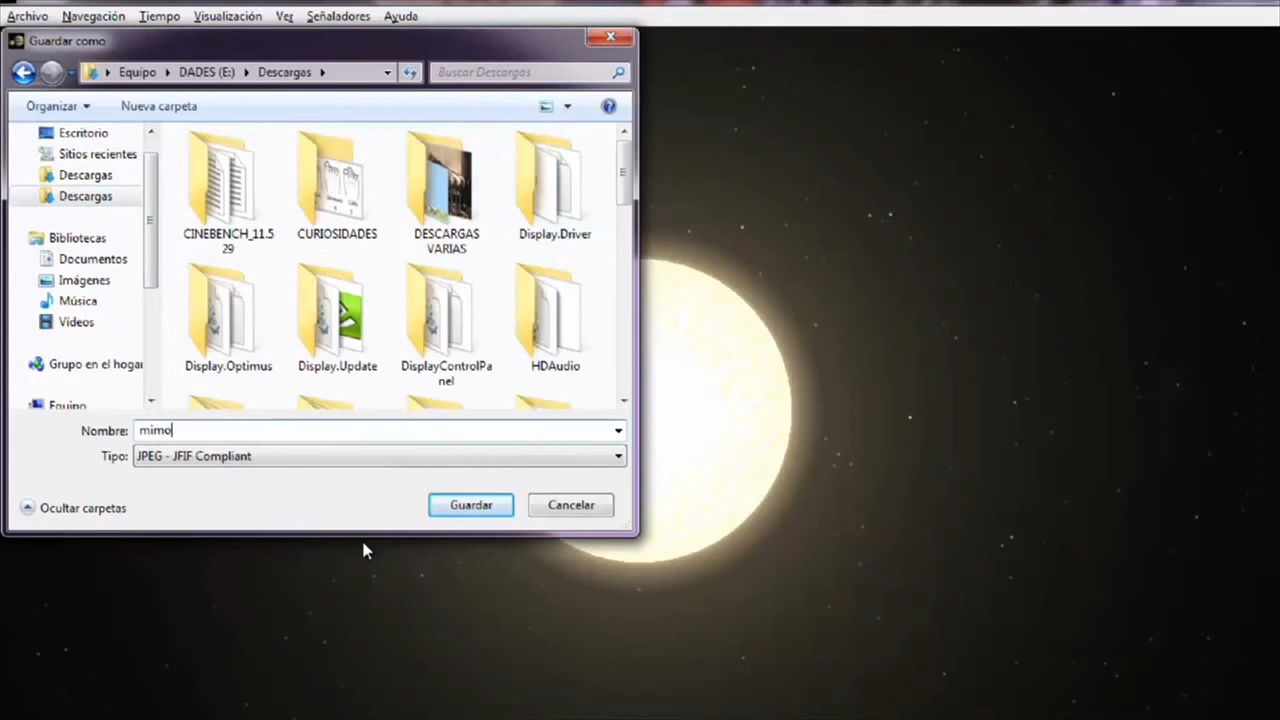 Archivo Navegación Tiempo Visualización Ver Señaladores Ayuda
Guardar como
Equipo DADES (E:) Descargas
Buscar Descargas
Organizar Nueva carpeta
Escritorio
Sitios recientes
Descargas
Descargas
Bibliotecas
Documentos
Imágenes
Música
Vídeos
Grupo en el hogar
Equipo
CINEBENCH_11.5
29
CURIOSIDADES
DESCARGAS
VARIAS
Display.Driver
Display.Optimus
Display.Update
DisplayControlPa
nel
HDAudio
Nombre: mimo
Tipo: JPEG - JFIF Compliant
Ocultar carpetas
Guardar
Cancelar